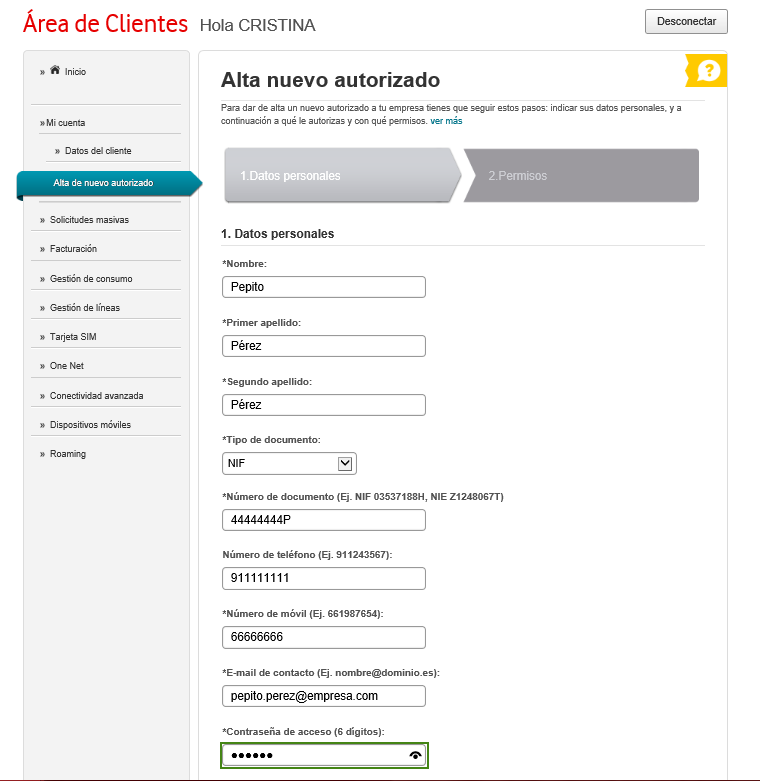 Área de Clientes Hola CRISTINA
Desconectar
» Inicio
»Mi cuenta
» Datos del cliente
Alta de nuevo autorizado
» Solicitudes masivas
» Facturación
» Gestión de consumo
» Gestión de líneas
» Tarjeta SIM
» One Net
» Conectividad avanzada
» Dispositivos móviles
» Roaming
?
Alta nuevo autorizado
Para dar de alta un nuevo autorizado a tu empresa tienes que seguir estos pasos: indicar sus datos personales, y a
continuación a qué le autorizas y con qué permisos. ver más
1.Datos personales
2.Permisos
1. Datos personales
*Nombre:
Pepito
*Primer apellido:
Pérez
*Segundo apellido:
Pérez
*Tipo de documento:
NIF
*Número de documento (Ej. NIF 03537188H, NIE Z1248067T)
44444444P
Número de teléfono (Ej. 911243567):
911111111
*Número de móvil (Ej. 661987654):
66666666
*E-mail de contacto (Ej. nombre@dominio.es):
pepito.perez@empresa.com
*Contraseña de acceso (6 dígitos):
••••••